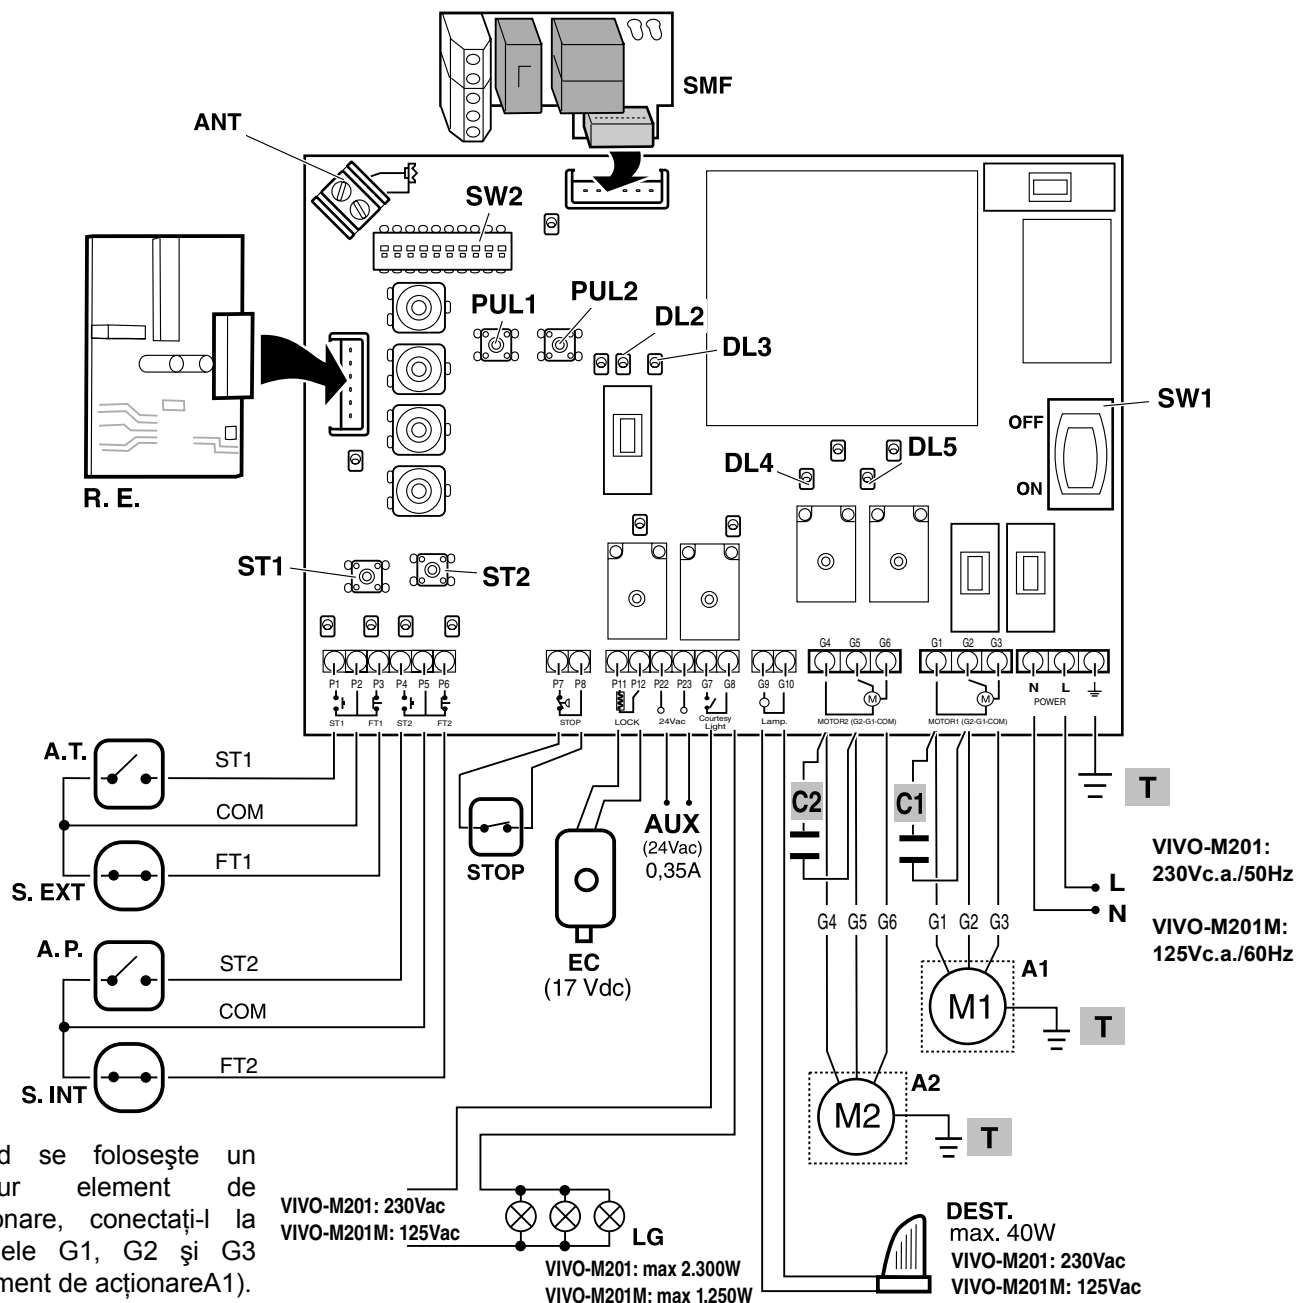 SMF
ANT
SW2
PUL1
PUL2
DL2
DL3
SW1
OFF
ON
DL4
DL5
R. E.
ST1
ST2
G4 G5 G6
G1 G2 G3
P1 P2 P3 P4 P5 P6
P7 P8
P11 P12 P22 P23 G7 G8
G9 G10
M
M
N L
POWER
ST1 FT1 ST2 FT2
STOP
LOCK
24Vac
Courtesy
Light
Lamp.
MOTOR2 (G2-G1-COM)
MOTOR1 (G2-G1-COM)
A.T.
ST1
COM
FT1
S. EXT
A.P.
ST2
COM
FT2
S. INT
STOP
EC
(17 Vdc)
AUX
(24Vac)
0,35A
C2
C1
T
VIVO-M201:
230Vc.a./50Hz
L
N
VIVO-M201M:
125Vc.a./60Hz
G4 G5 G6
G1 G2 G3
A1
M1
T
A2
M2
T
d se foloseşte un
ur element de
onare, conectaţi-l la
ele G1, G2 şi G3
ment de acţionareA1).
VIVO-M201: 230Vac
VIVO-M201M: 125Vac
LG
VIVO-M201: max 2.300W
VIVO-M201M: max 1.250W
DEST.
max. 40W
VIVO-M201: 230Vac
VIVO-M201M: 125Vac